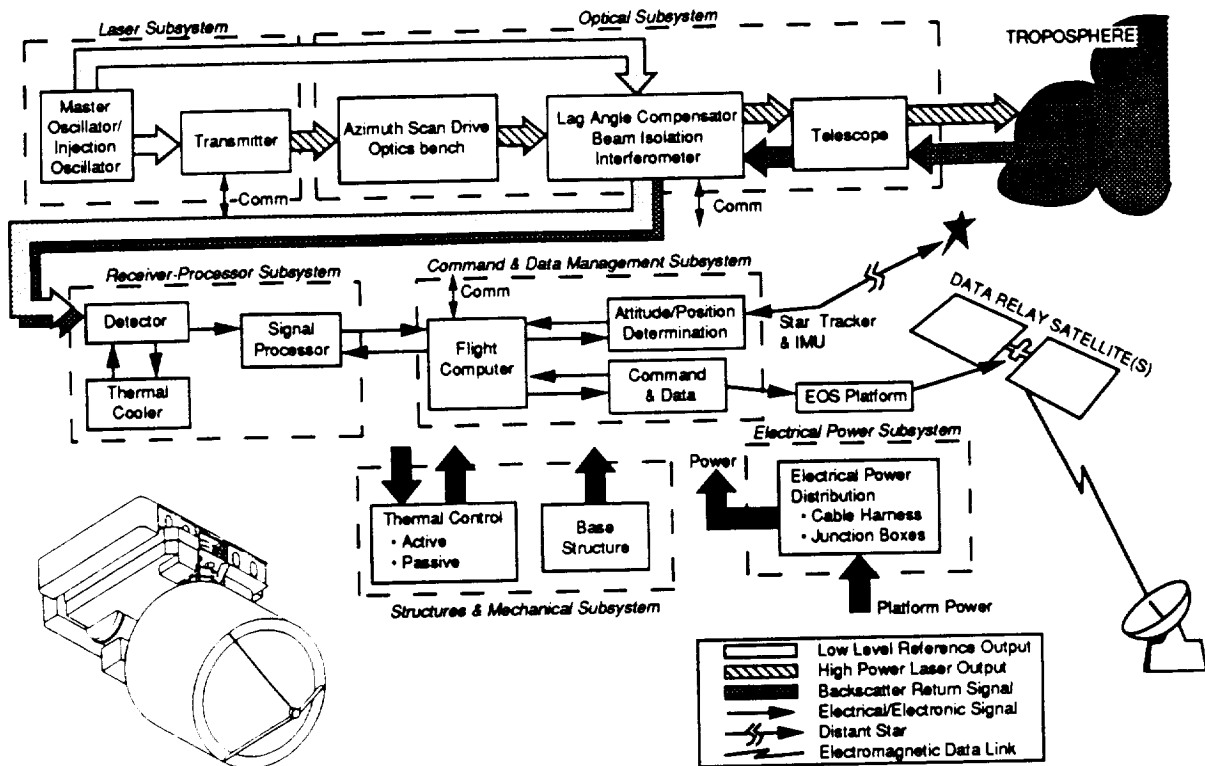 Laser Subsystem
Optical Subsystem
TROPOSPHERE
Master
Oscillator/
Injection
Oscillator
Transmitter
Azimuth Scan Drive
Optics bench
Lag Angle Compensator
Beam Isolation
Interferometer
Telescope
Comm
Comm
Receiver-Processor Subsystem
Command & Data Management Subsystem
Comm
Detector
Signal
Processor
Thermal
Cooler
Flight
Computer
Attitude/Position
Determination
Command
& Data
Star Tracker
& IMU
EOS Platform
DATA RELAY SATELLITE(S)
Electrical Power Subsystem
Power
Electrical Power
Distribution
• Cable Harness
• Junction Boxes
Platform Power
Thermal Control
• Active
• Passive
Base
Structure
Structures & Mechanical Subsystem
Low Level Reference Output
High Power Laser Output
Backscatter Return Signal
Electrical/Electronic Signal
Distant Star
Electromagnetic Data Link